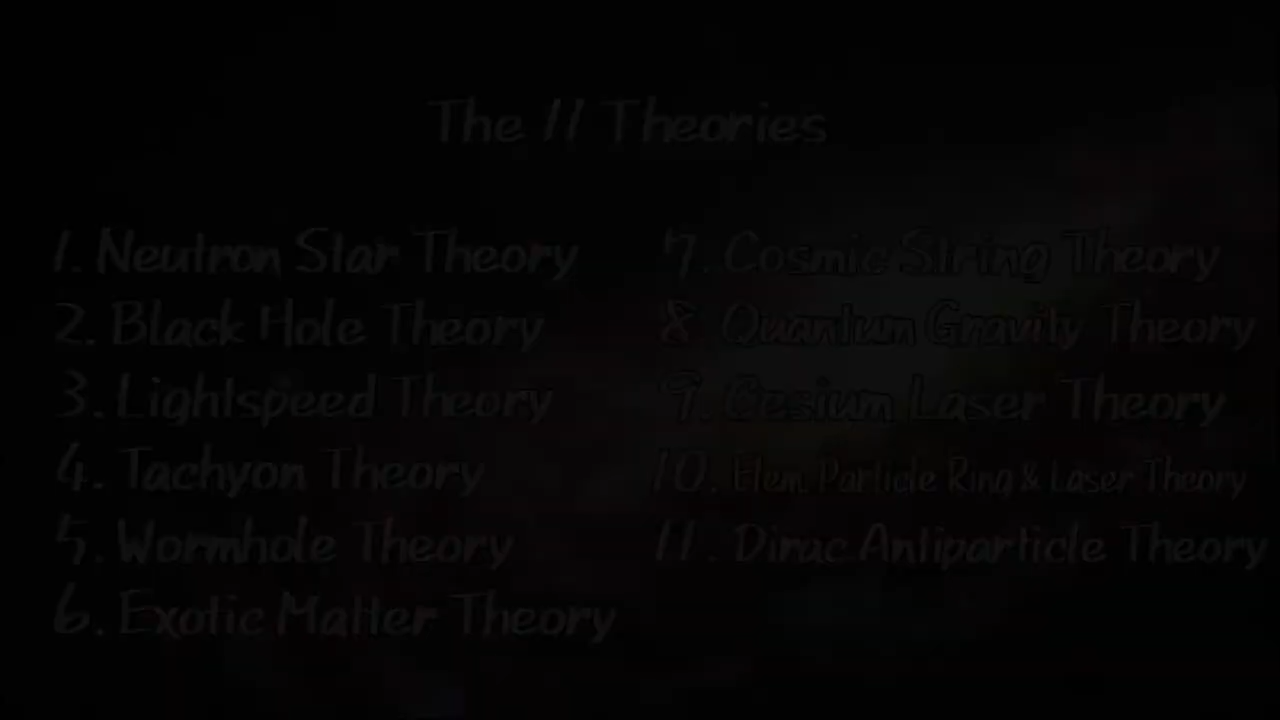 The 11 Theories
1. Neutron Star Theory
2. Black Hole Theory
3. Lightspeed Theory
4. Tachyon Theory
5. Wormhole Theory
6. Exotic Matter Theory
7. Cosmic String Theory
8. Quantum Gravity Theory
9. Cesium Laser Theory
10. Elem. Particle Ring & Laser Theory
11. Dirac Antiparticle Theory